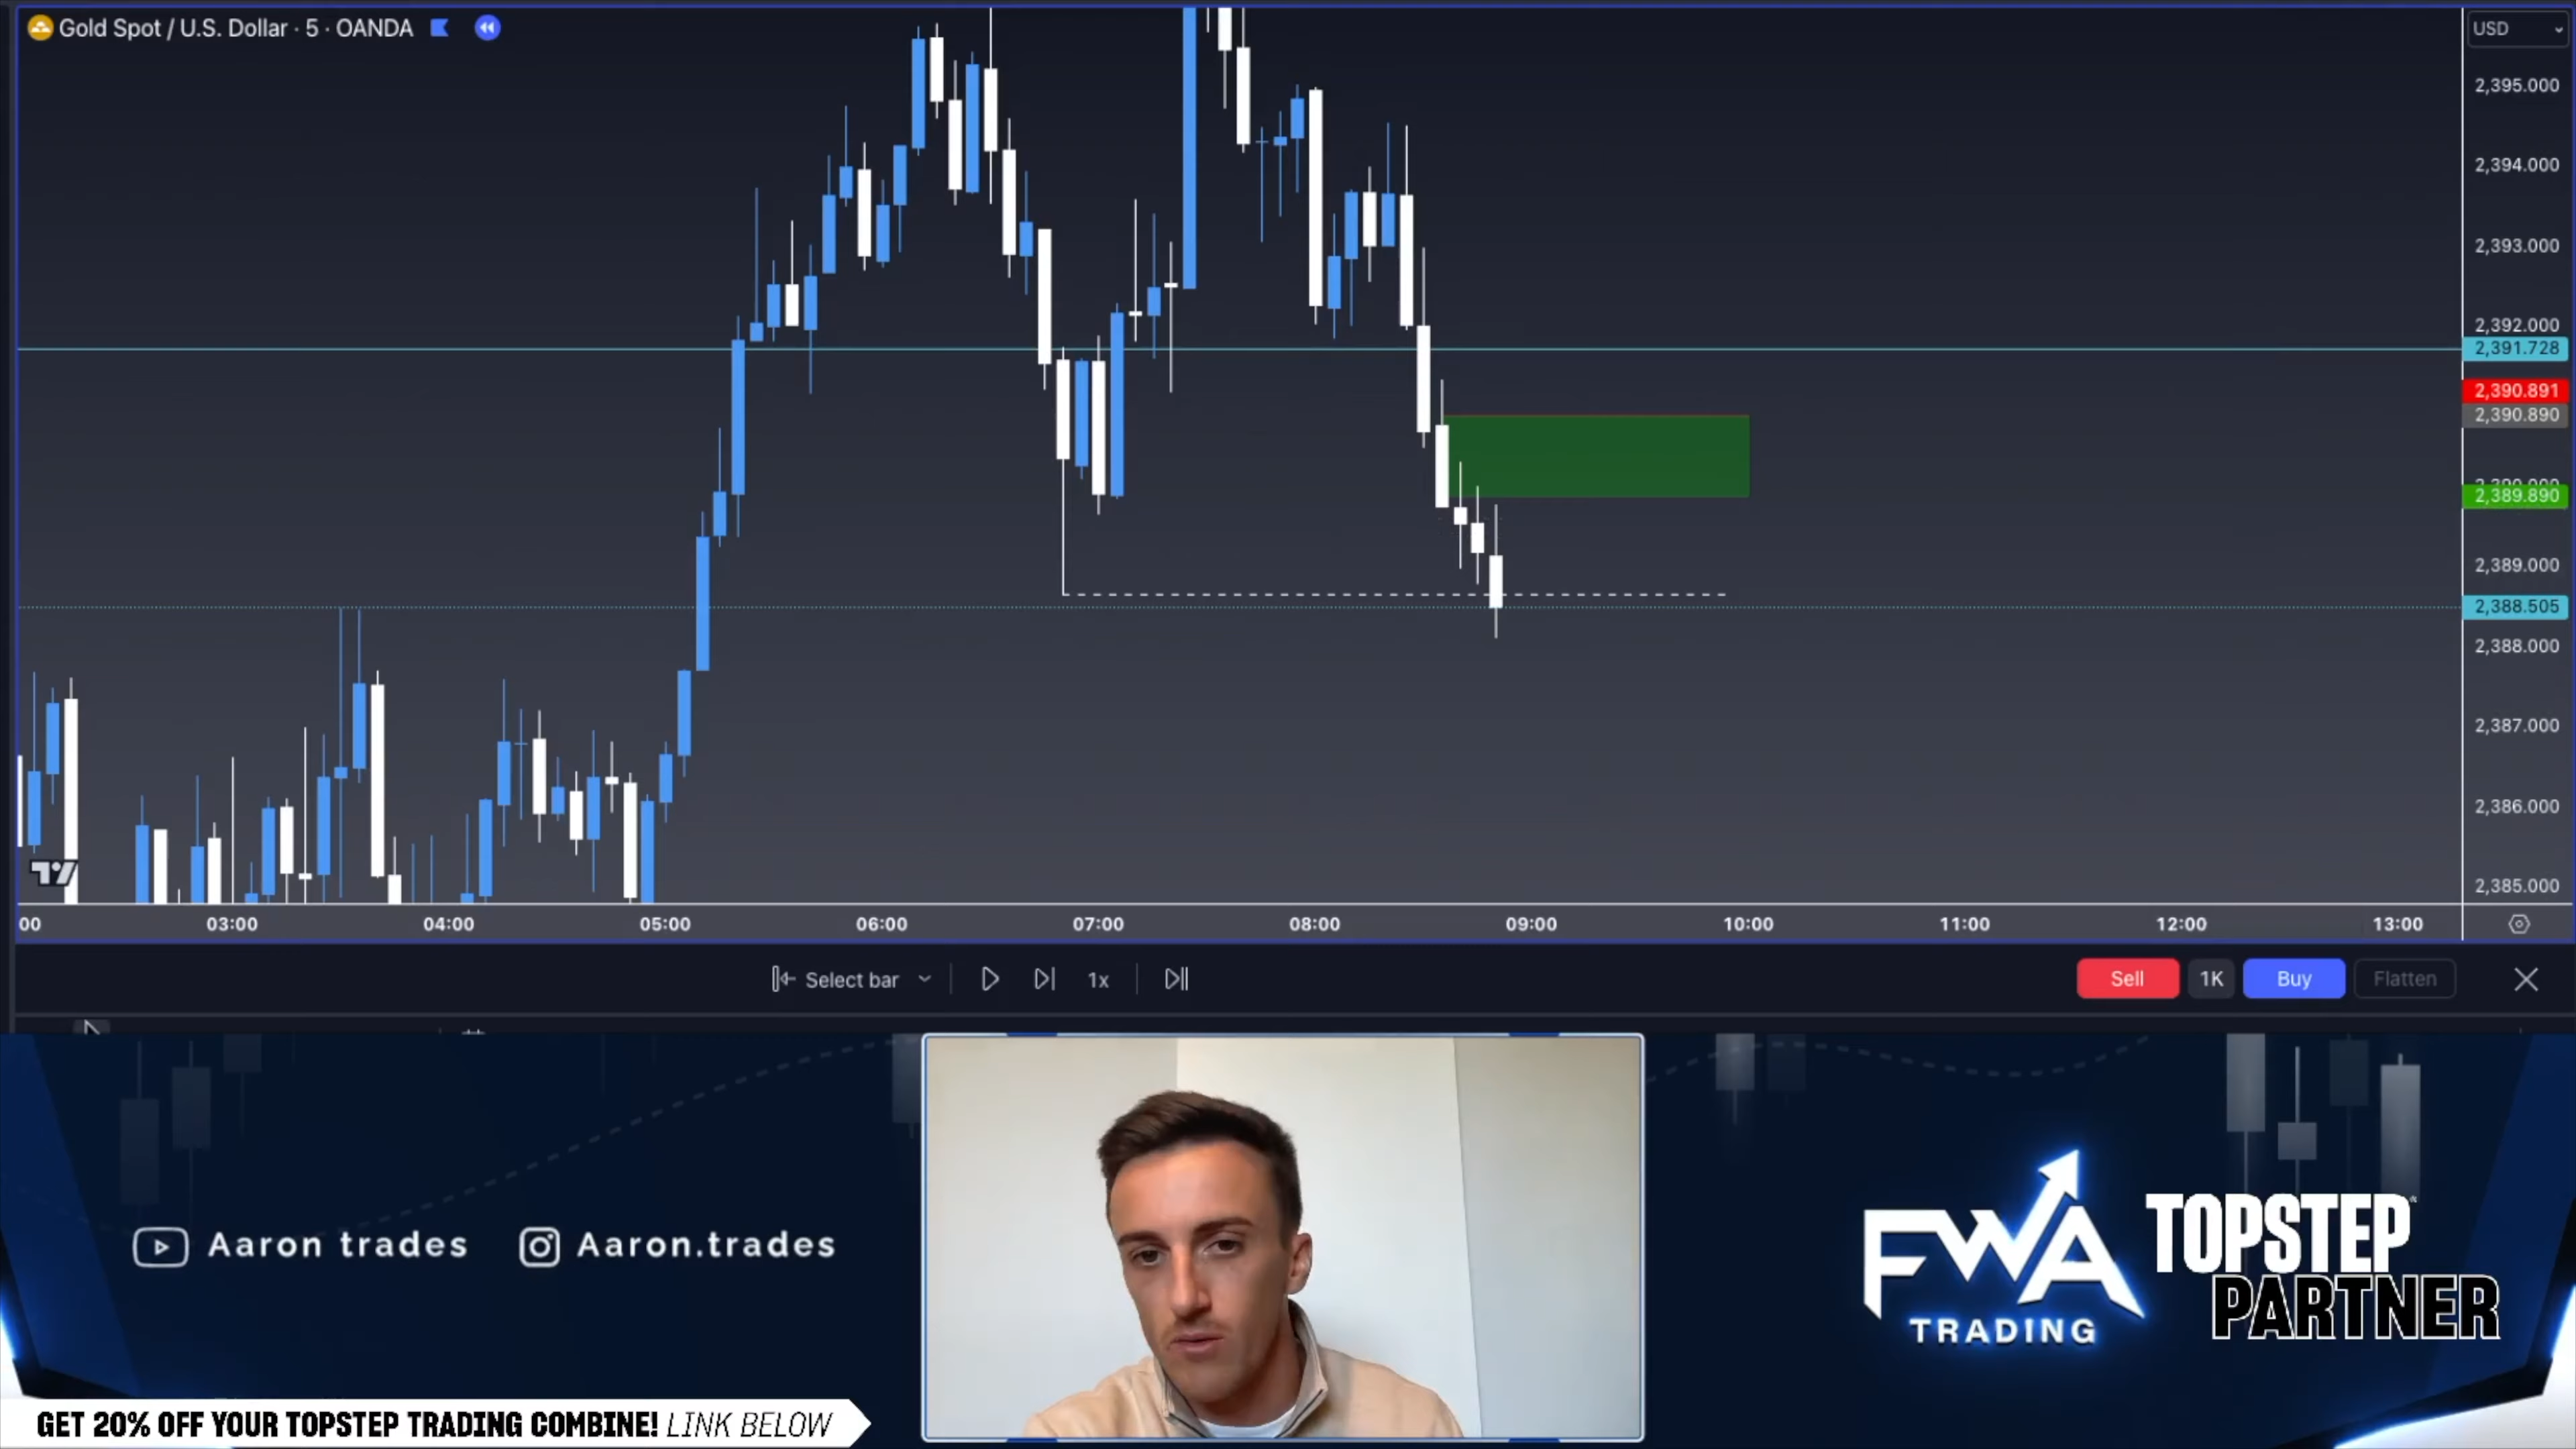 Gold Spot / U.S. Dollar · 5 · OANDA
USD
2,395.000
2,394.000
2,393.000
2,392.000
2,391.728
2,390.891
2,390.890
2,389.890
2,389.000
2,388.505
2,388.000
2,387.000
2,386.000
2,385.000
00 03:00 04:00 05:00 06:00 07:00 08:00 09:00 10:00 11:00 12:00 13:00
Select bar 1x Sell 1K Buy Flatten
Aaron trades Aaron.trades
FWA
TRADING
TOPSTEP
PARTNER
GET 20% OFF YOUR TOPSTEP TRADING COMBINE! LINK BELOW